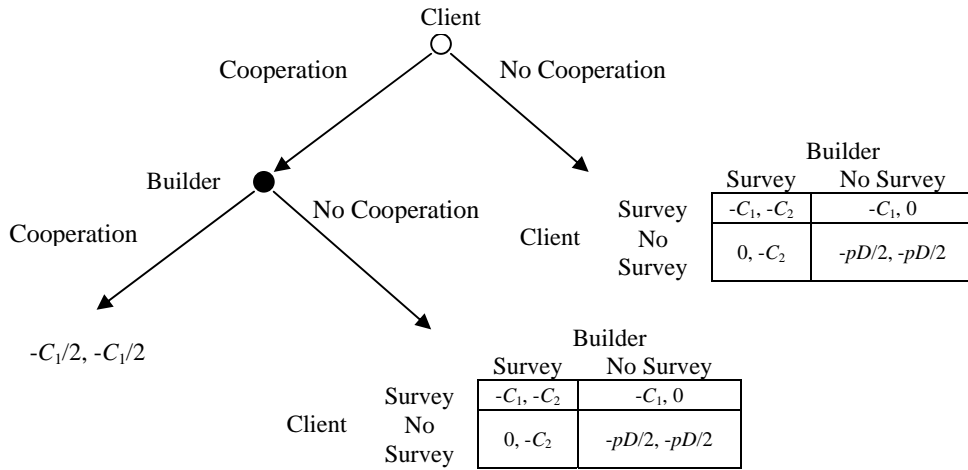 Client
Cooperation
No Cooperation
Builder
Builder
Survey No Survey
No Cooperation
Survey -C₁, -C₂ -C₁, 0
Cooperation
Client No Survey 0, -C₂ -pD/2, -pD/2
-C₁/2, -C₁/2
Builder
Survey No Survey
Survey -C₁, -C₂ -C₁, 0
Client No Survey 0, -C₂ -pD/2, -pD/2